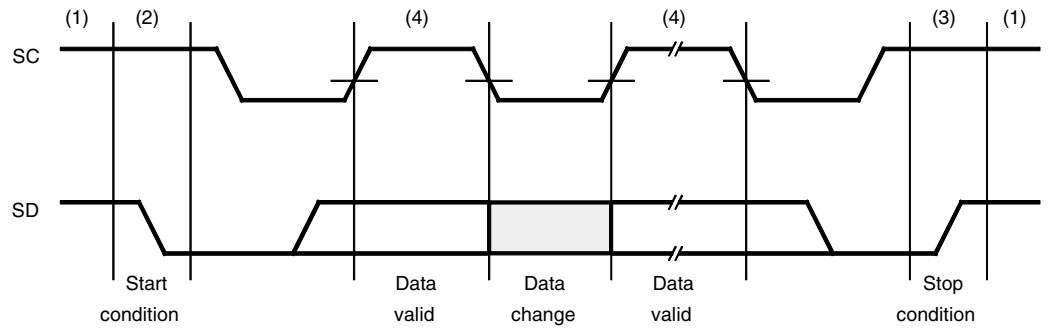 (1) (2) (4) (4) (3) (1)
SC
SD
Start condition
Data valid
Data change
Data valid
Stop condition